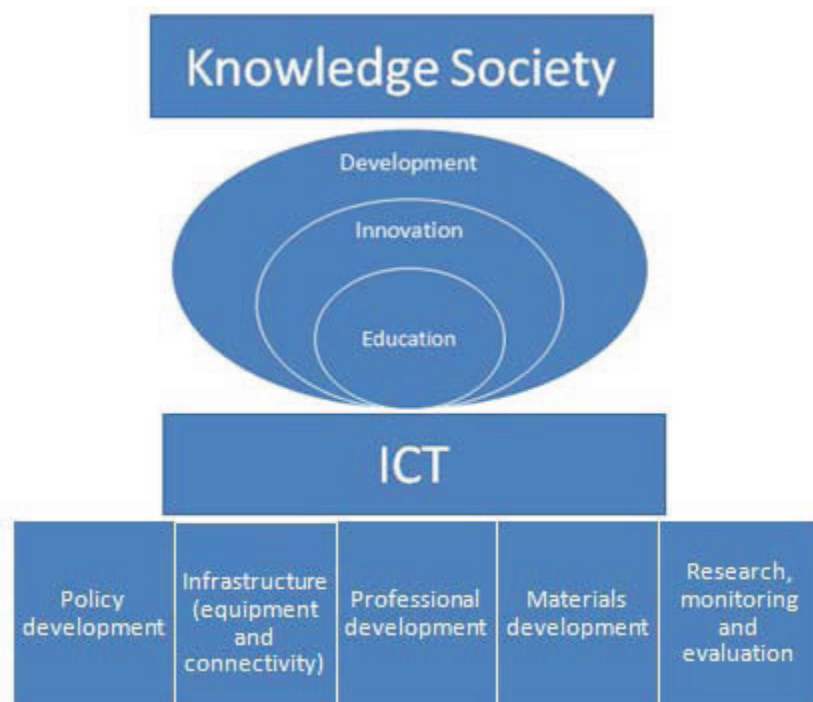 Knowledge Society
Development
Innovation
Education
ICT
Policy
development
Infrastructure
(equipment
and
connectivity)
Professional
development
Materials
development
Research,
monitoring
and
evaluation